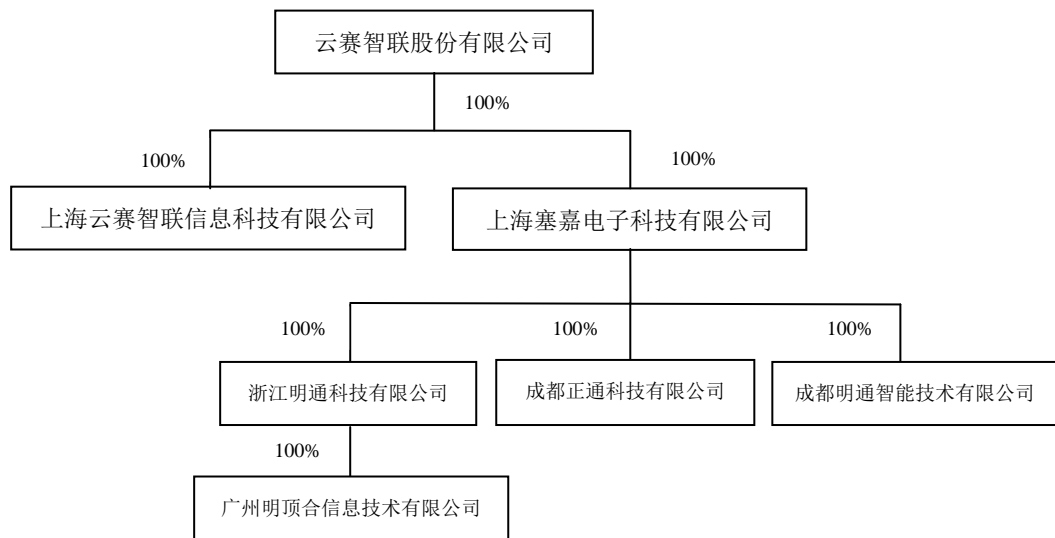 云赛智联股份有限公司
100%
100%
100%
上海云赛智联信息科技有限公司
上海塞嘉电子科技有限公司
100%
100%
100%
浙江明通科技有限公司
成都正通科技有限公司
成都明通智能技术有限公司
100%
广州明顶合信息技术有限公司